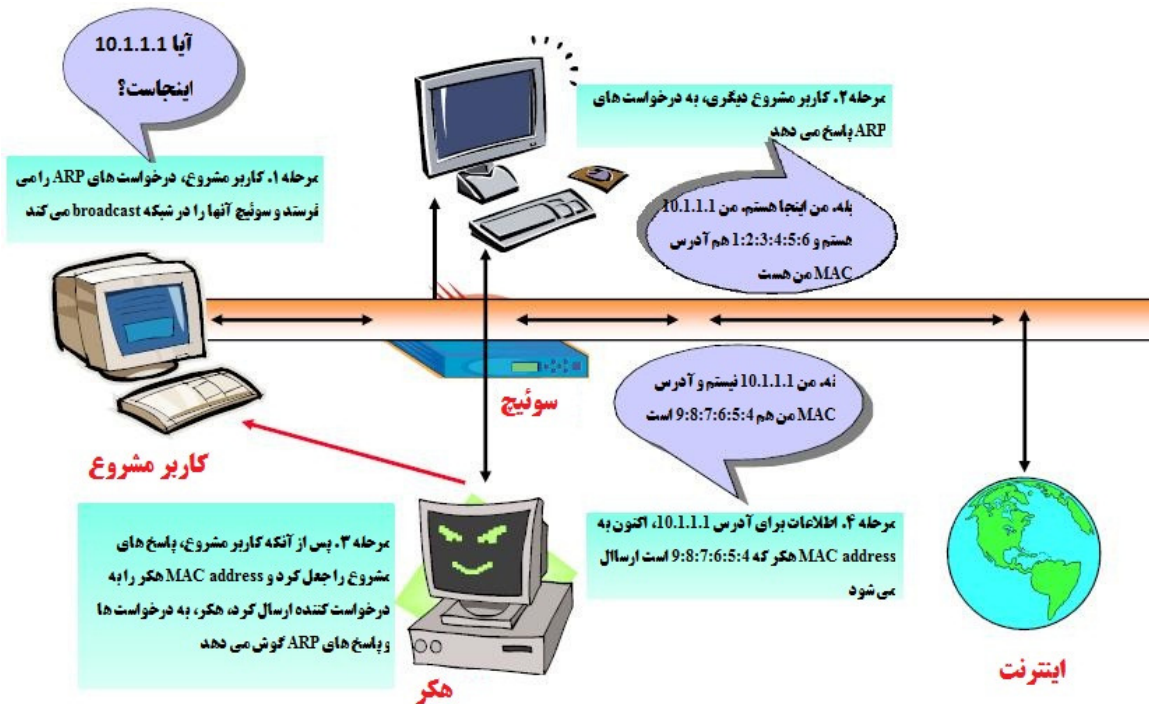 آیا 10.1.1.1
اینجاست؟
مرحله ۱. کاربر مشروع، درخواست های ARP را می
فرستد و سوئیچ آنها را در شبکه broadcast می کند
مرحله ۲. کاربر مشروع دیگری، به درخواست های
ARP پاسخ می دهد
بله. من اینجا هستم. من 10.1.1.1
هستم و 1:2:3:4:5:6 هم آدرس
MAC من هست
سوئیچ
کاربر مشروع
نه. من 10.1.1.1 نیستم و آدرس
MAC من هم 9:8:7:6:5:4 است
مرحله ۳. پس از آنکه کاربر مشروع، پاسخ های
مشروع را جعل کرد و MAC address هکر را به
درخواست کننده ارسال کرد، هکر، به درخواست ها
و پاسخ های ARP گوش می دهد
مرحله ۴. اطلاعات برای آدرس 10.1.1.1، اکنون به
MAC address هکر که 9:8:7:6:5:4 است ارساال
می شود
هکر
اینترنت